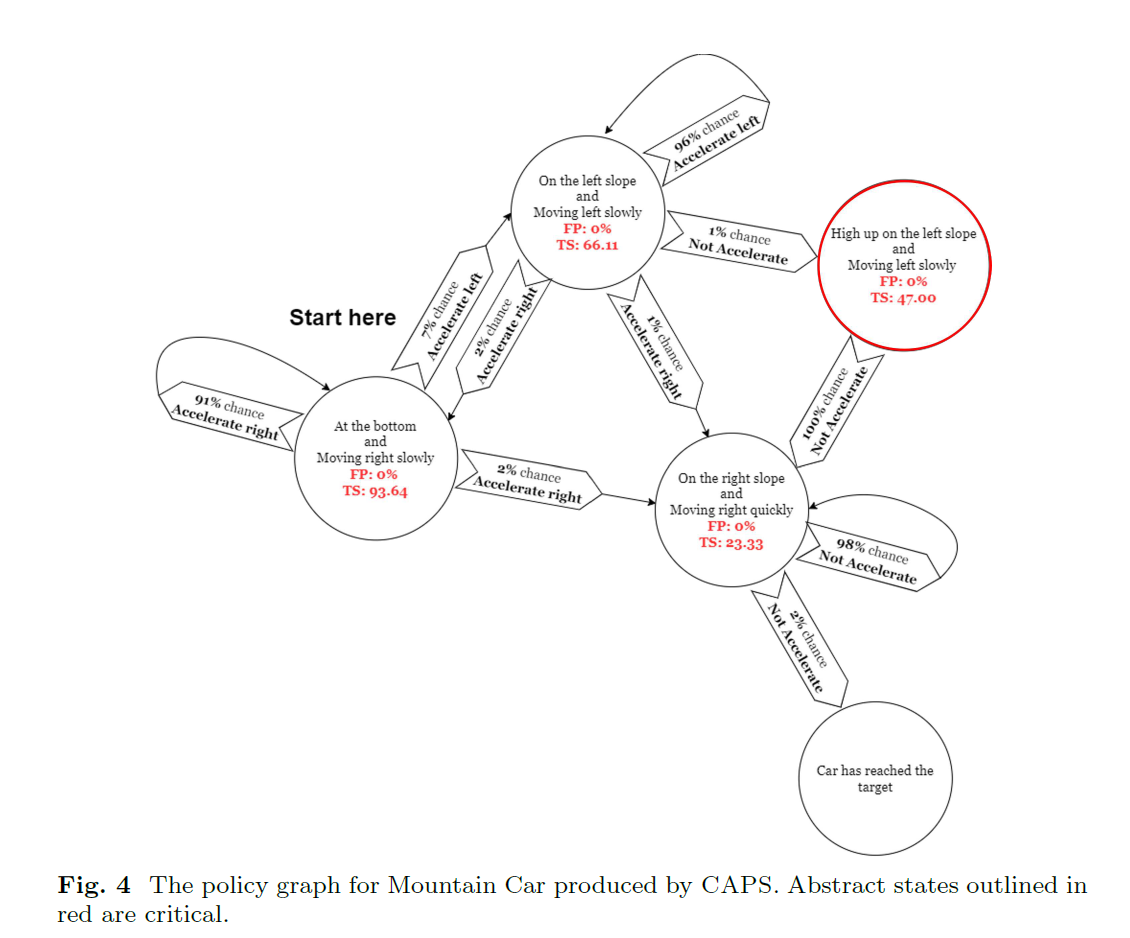 96% chance
Accelerate left
On the left slope
and
Moving left slowly
FP: 0%
TS: 66.11
1% chance
Not Accelerate
High up on the left slope
and
Moving left slowly
FP: 0%
TS: 47.00
7% chance
Accelerate left
2% chance
Accelerate right
1% chance
Accelerate right
Start here
100% chance
Not Accelerate
91% chance
Accelerate right
At the bottom
and
Moving right slowly
FP: 0%
TS: 93.64
2% chance
Accelerate right
On the right slope
and
Moving right quickly
FP: 0%
TS: 23.33
98% chance
Not Accelerate
2% chance
Not Accelerate
Car has reached the
target
Fig. 4 The policy graph for Mountain Car produced by CAPS. Abstract states outlined in
red are critical.